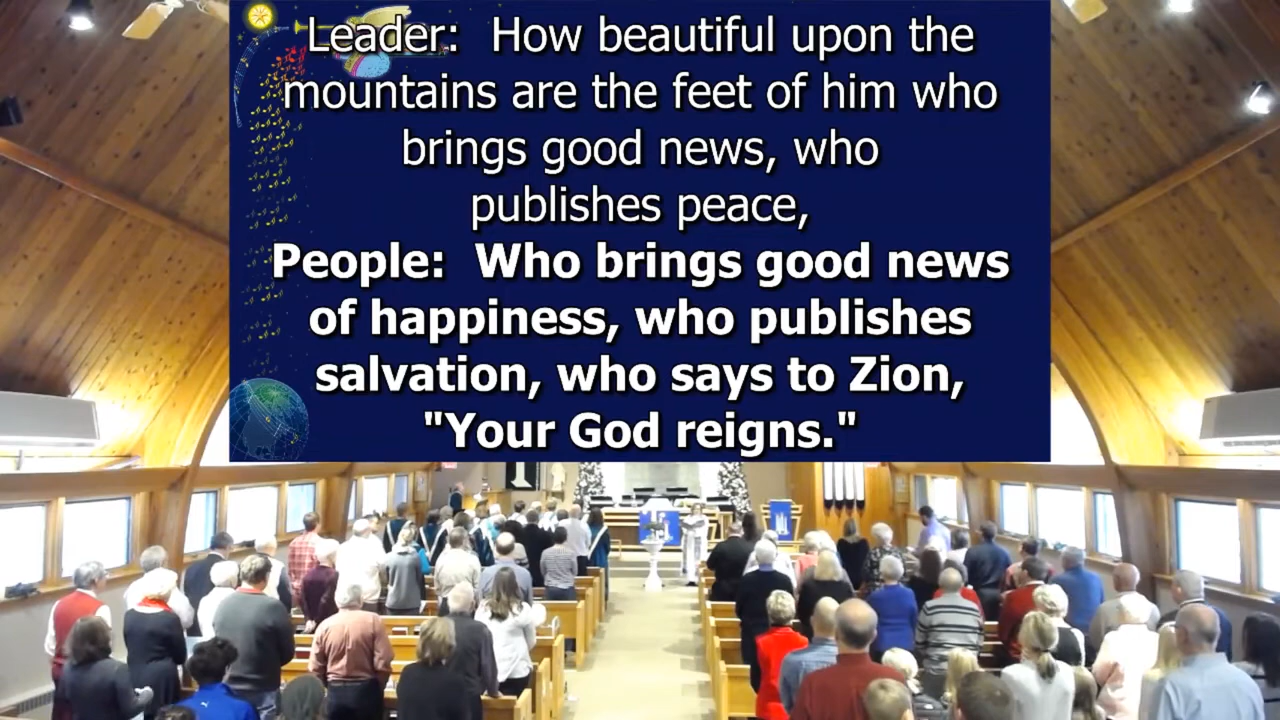 Leader:  How beautiful upon the
mountains are the feet of him who
brings good news, who
publishes peace,
People:  Who brings good news
of happiness, who publishes
salvation, who says to Zion,
"Your God reigns."